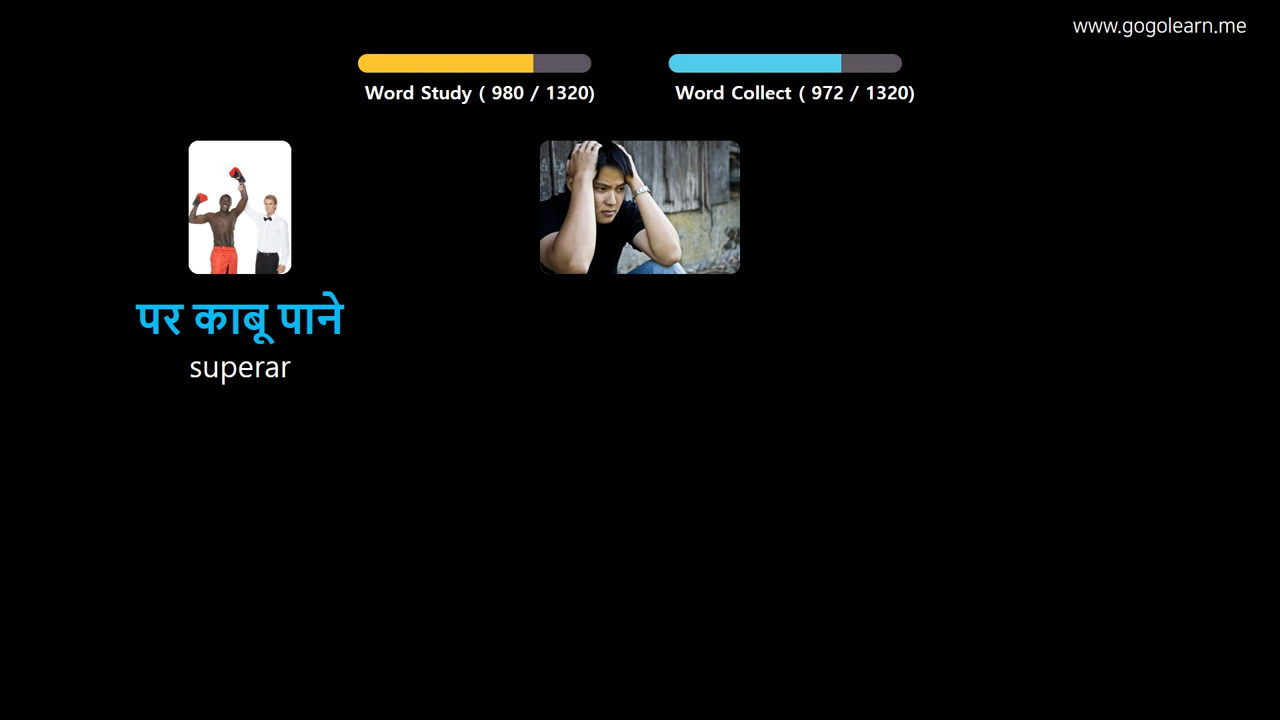 www.gogolearn.me
Word Study ( 980 / 1320)
Word Collect ( 972 / 1320)
पर काबू पाने
superar